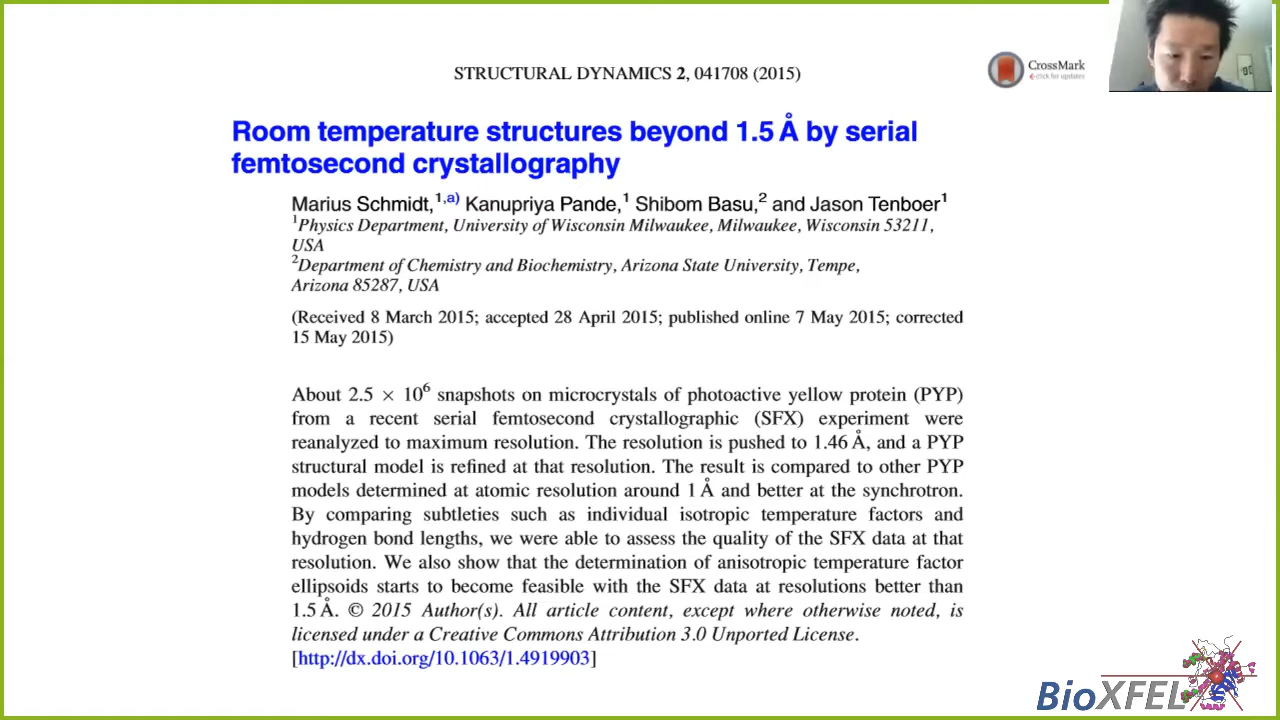 STRUCTURAL DYNAMICS 2, 041708 (2015)
CrossMark
click for updates
Room temperature structures beyond 1.5 Å by serial
femtosecond crystallography
Marius Schmidt,1,a) Kanupriya Pande,1 Shibom Basu,2 and Jason Tenboer1
1Physics Department, University of Wisconsin Milwaukee, Milwaukee, Wisconsin 53211,
USA
2Department of Chemistry and Biochemistry, Arizona State University, Tempe,
Arizona 85287, USA
(Received 8 March 2015; accepted 28 April 2015; published online 7 May 2015; corrected
15 May 2015)
About 2.5 × 10⁶ snapshots on microcrystals of photoactive yellow protein (PYP)
from a recent serial femtosecond crystallographic (SFX) experiment were
reanalyzed to maximum resolution. The resolution is pushed to 1.46 Å, and a PYP
structural model is refined at that resolution. The result is compared to other PYP
models determined at atomic resolution around 1 Å and better at the synchrotron.
By comparing subtleties such as individual isotropic temperature factors and
hydrogen bond lengths, we were able to assess the quality of the SFX data at that
resolution. We also show that the determination of anisotropic temperature factor
ellipsoids starts to become feasible with the SFX data at resolutions better than
1.5 Å. © 2015 Author(s). All article content, except where otherwise noted, is
licensed under a Creative Commons Attribution 3.0 Unported License.
[http://dx.doi.org/10.1063/1.4919903]
BioXFEL